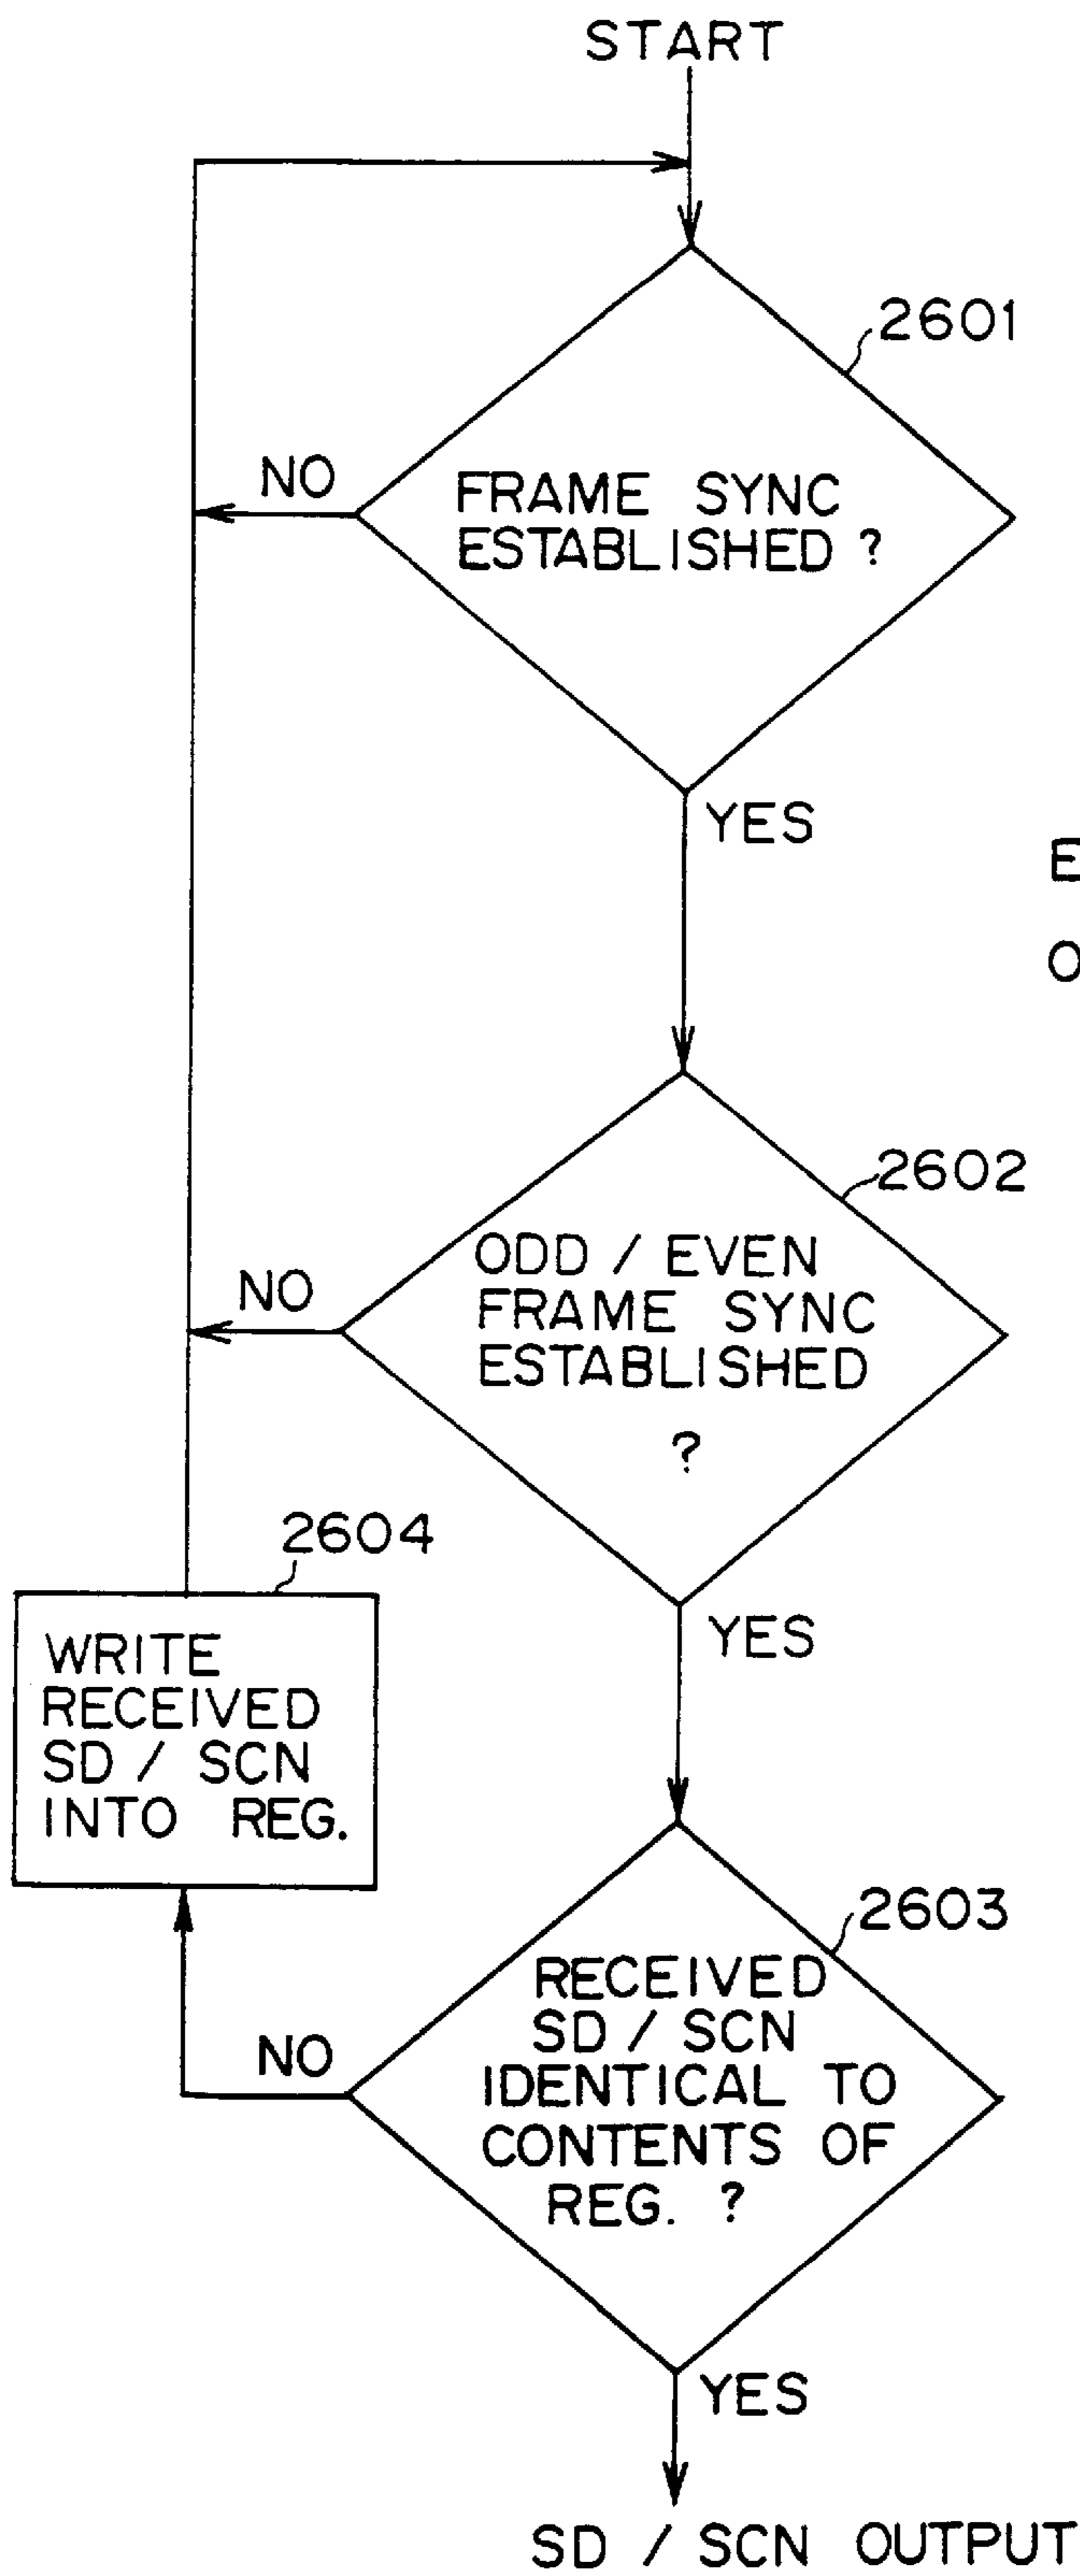 START
2601
NO
FRAME SYNC
ESTABLISHED ?
YES
E
O
2602
ODD / EVEN
FRAME SYNC
ESTABLISHED
?
NO
2604
YES
WRITE
RECEIVED
SD / SCN
INTO REG.
2603
RECEIVED
SD / SCN
IDENTICAL TO
CONTENTS OF
REG. ?
NO
YES
SD / SCN OUTPUT